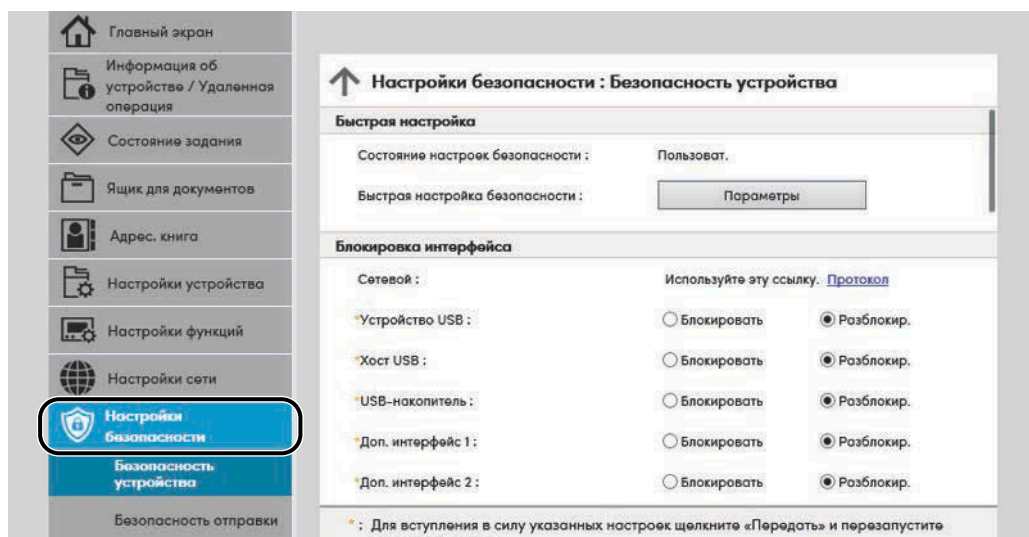 Главный экран
Информация об
устройстве / Удаленная
операция
Состояние задания
Ящик для документов
Адрес. книга
Настройки устройства
Настройки функций
Настройки сети
Настройки
безопасности
Безопасность
устройства
Безопасность отправки
Настройки безопасности : Безопасность устройства
Быстрая настройка
Состояние настроек безопасности : Пользоват.
Быстрая настройка безопасности : Параметры
Блокировка интерфейса
Сетевой : Используйте эту ссылку. Протокол
*Устройство USB : Блокировать Разблокир.
*Хост USB : Блокировать Разблокир.
*USB-накопитель : Блокировать Разблокир.
*Доп. интерфейс 1 : Блокировать Разблокир.
*Доп. интерфейс 2 : Блокировать Разблокир.
* : Для вступления в силу указанных настроек щелкните «Передать» и перезапустите